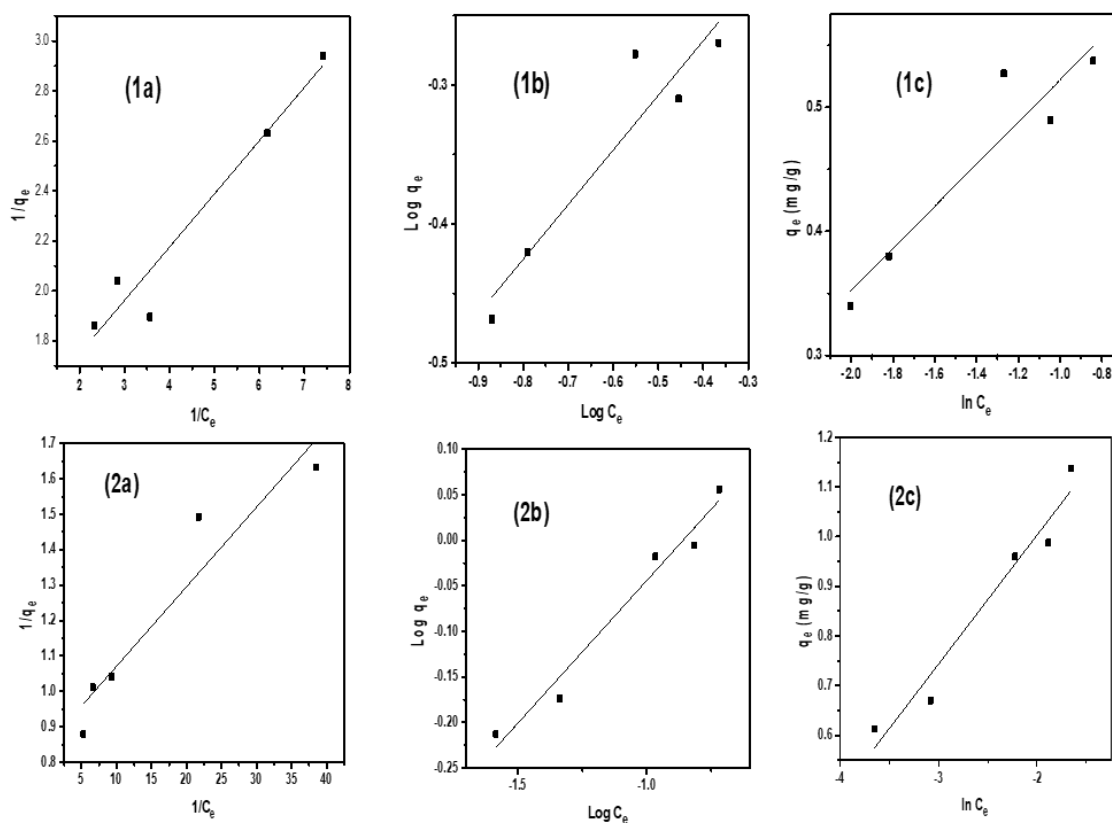 (1a)
3.0
2.8
2.6
2.4
2.2
2.0
1.8
1/qe
2 3 4 5 6 7 8
1/Ce
(1b)
-0.3
-0.4
-0.5
Log qe
-0.9 -0.8 -0.7 -0.6 -0.5 -0.4 -0.3
Log Ce
(1c)
0.5
0.4
0.3
qe (mg/g)
-2.0 -1.8 -1.6 -1.4 -1.2 -1.0 -0.8
ln Ce
(2a)
1.7
1.6
1.5
1.4
1.3
1.2
1.1
1.0
0.9
0.8
1/qe
5 10 15 20 25 30 35 40
1/Ce
(2b)
0.10
0.05
0.00
-0.05
-0.10
-0.15
-0.20
-0.25
Log qe
-1.5 -1.0
Log Ce
(2c)
1.2
1.1
1.0
0.9
0.8
0.7
0.6
qe (mg/g)
-4 -3 -2
ln Ce